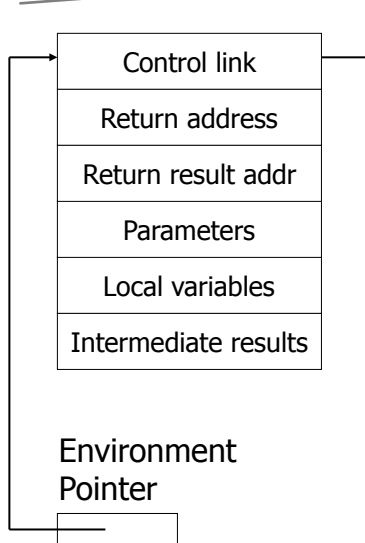 Control link
Return address
Return result addr
Parameters
Local variables
Intermediate results
Environment
Pointer